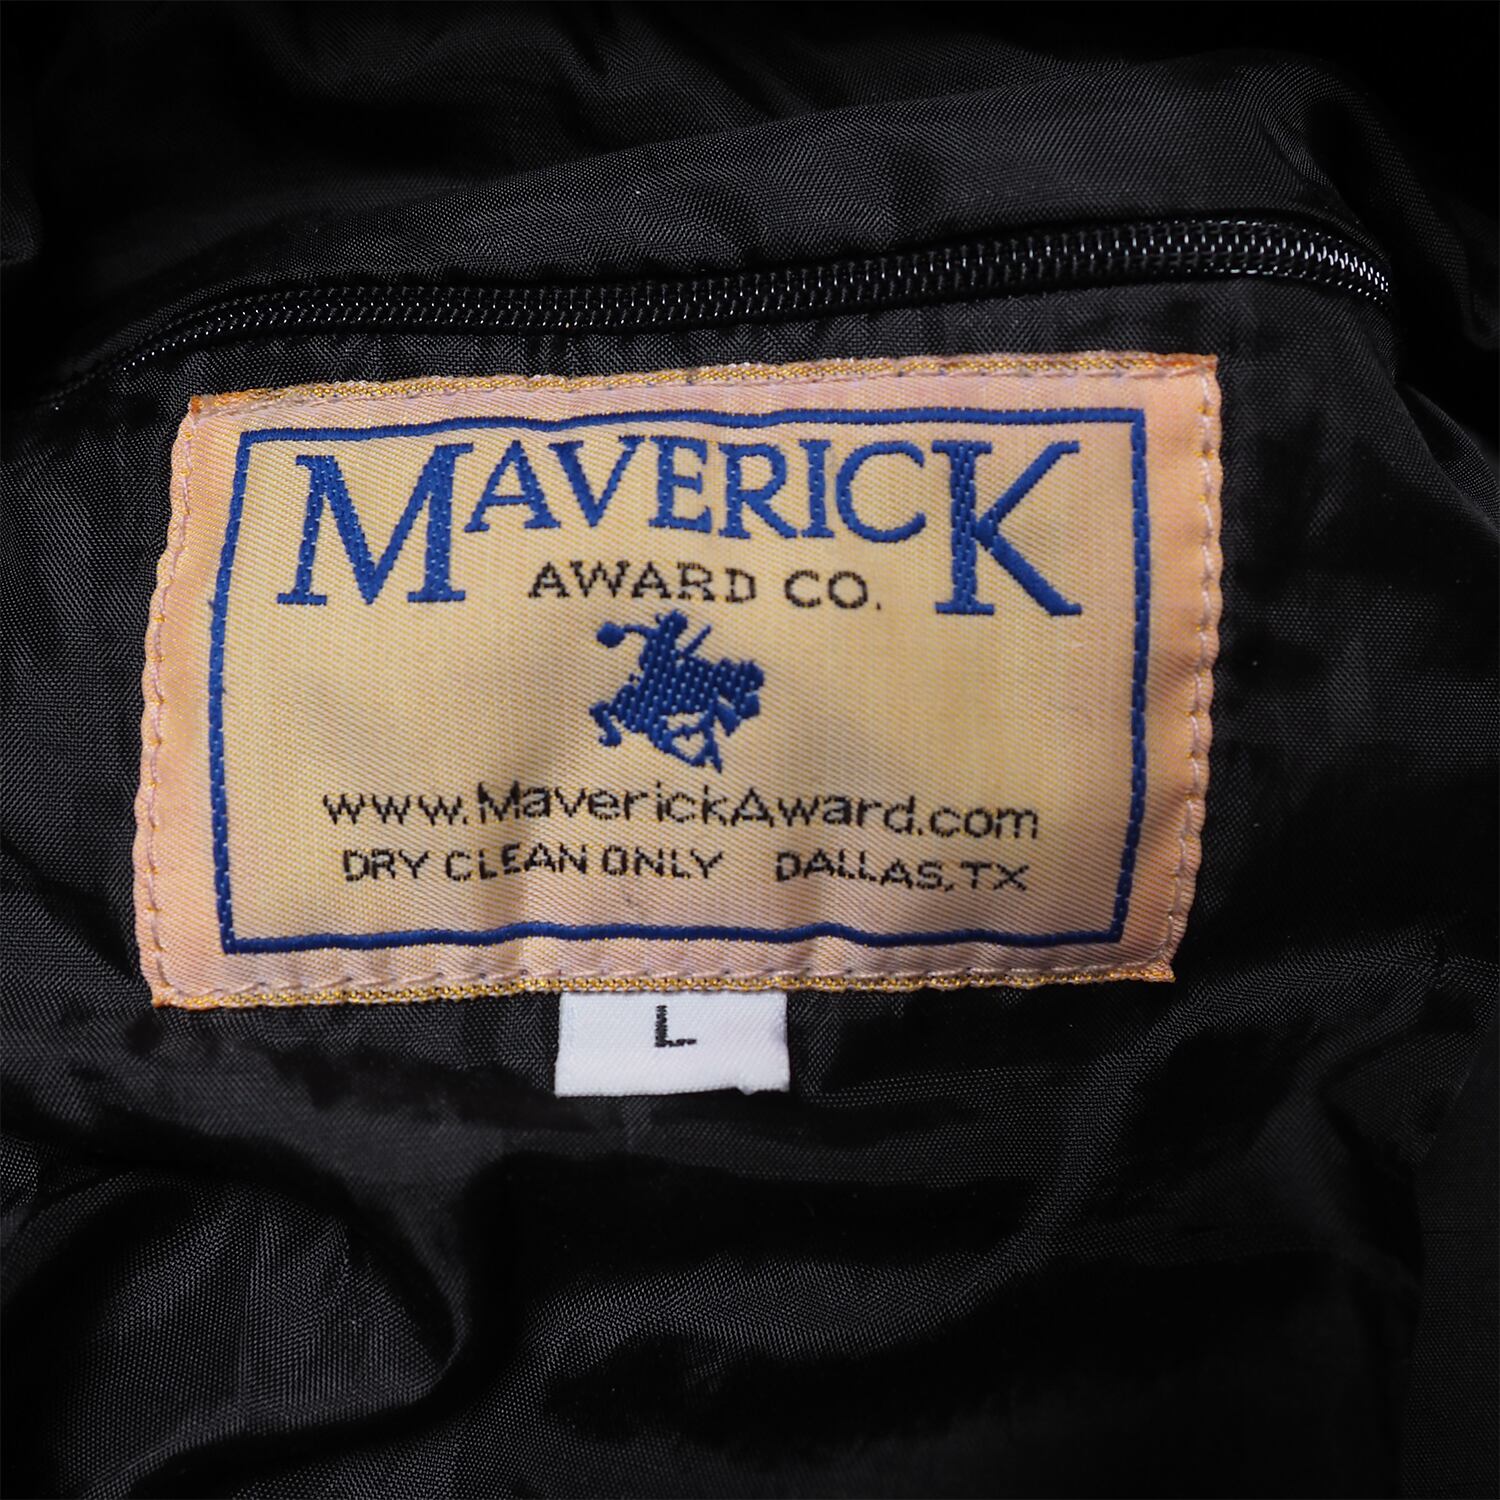 MAVERICK
AWARD CO.
www.MaverickAward.com
DRY CLEAN ONLY DALLAS, TX
L